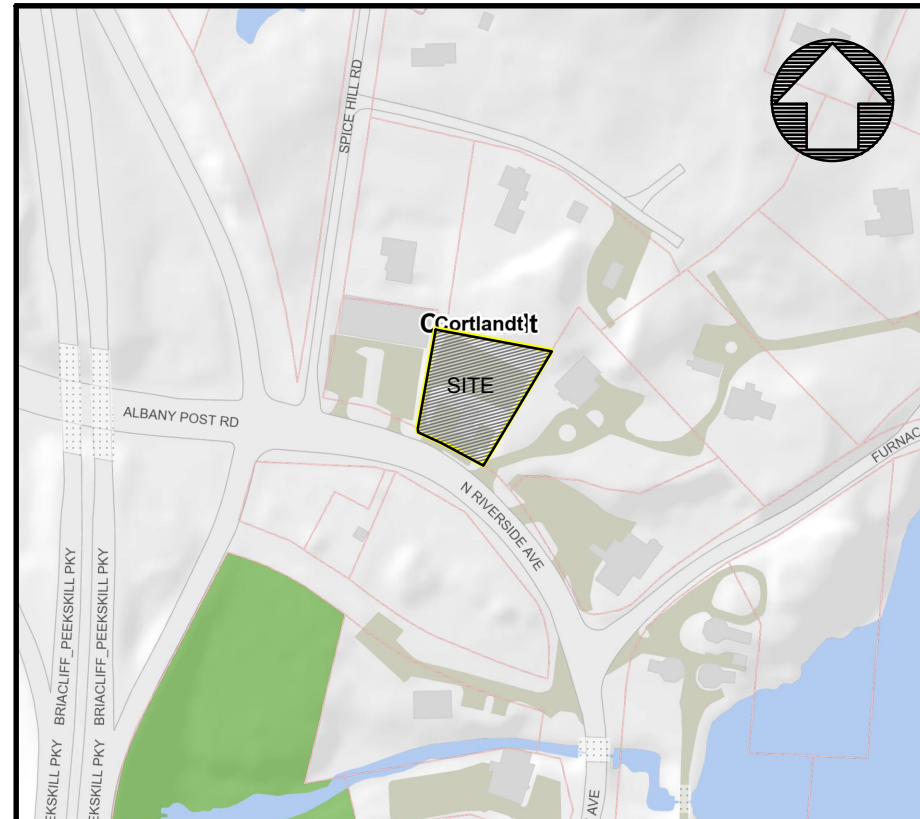 SPICE HILL RD
Cortlandt
SITE
ALBANY POST RD
N RIVERSIDE AVE
FURNAC
BRIACLIFF_PEEKSKILL PKY
BRIACLIFF_PEEKSKILL PKY
EKSKILL PKY
EKSKILL PKY
AVE